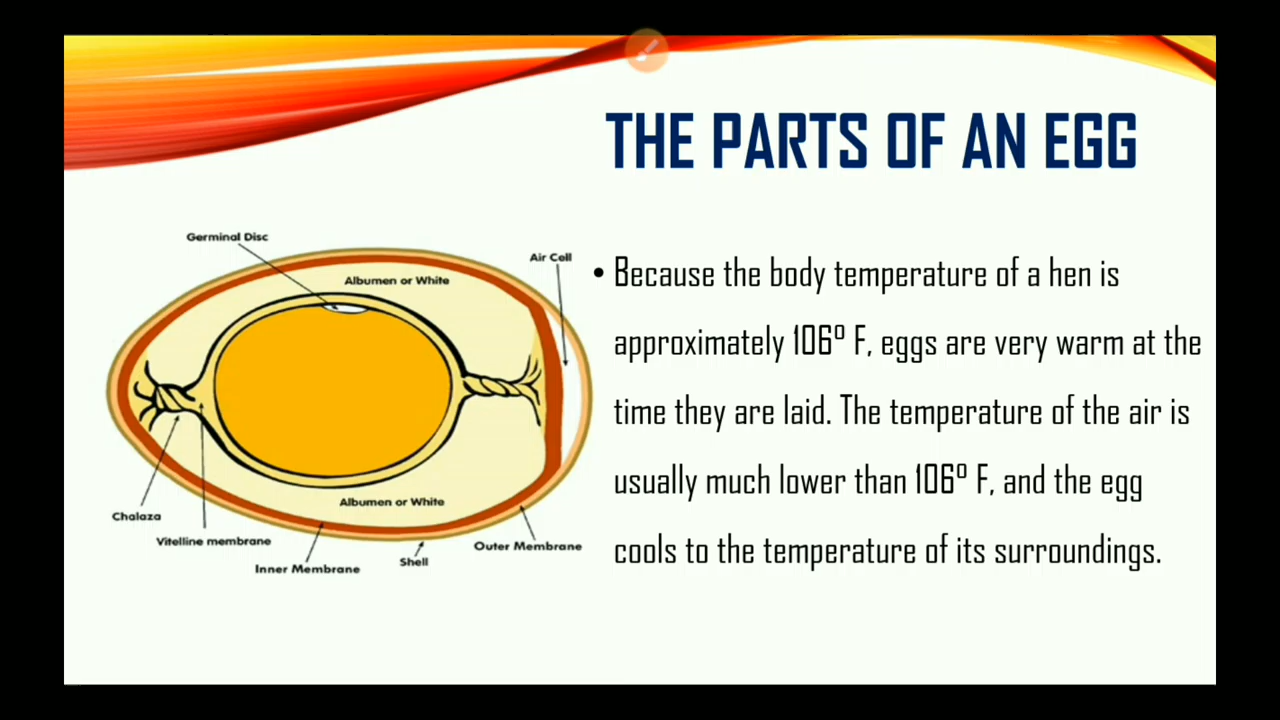 THE PARTS OF AN EGG
Germinal Disc
Air Cell
Albumen or White
Albumen or White
Chalaza
Vitelline membrane
Inner Membrane
Shell
Outer Membrane
• Because the body temperature of a hen is
approximately 106º F, eggs are very warm at the
time they are laid. The temperature of the air is
usually much lower than 106º F, and the egg
cools to the temperature of its surroundings.